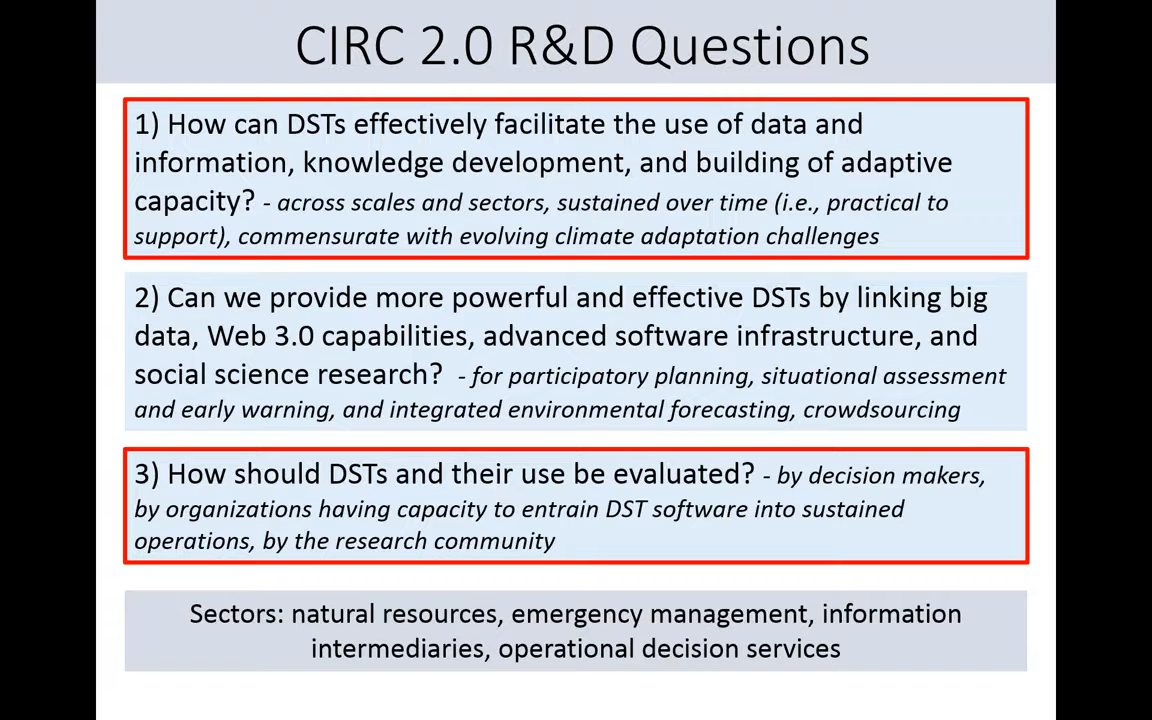 CIRC 2.0 R&D Questions
1) How can DSTs effectively facilitate the use of data and
information, knowledge development, and building of adaptive
capacity? - across scales and sectors, sustained over time (i.e., practical to
support), commensurate with evolving climate adaptation challenges
2) Can we provide more powerful and effective DSTs by linking big
data, Web 3.0 capabilities, advanced software infrastructure, and
social science research? - for participatory planning, situational assessment
and early warning, and integrated environmental forecasting, crowdsourcing
3) How should DSTs and their use be evaluated? - by decision makers,
by organizations having capacity to entrain DST software into sustained
operations, by the research community
Sectors: natural resources, emergency management, information
intermediaries, operational decision services